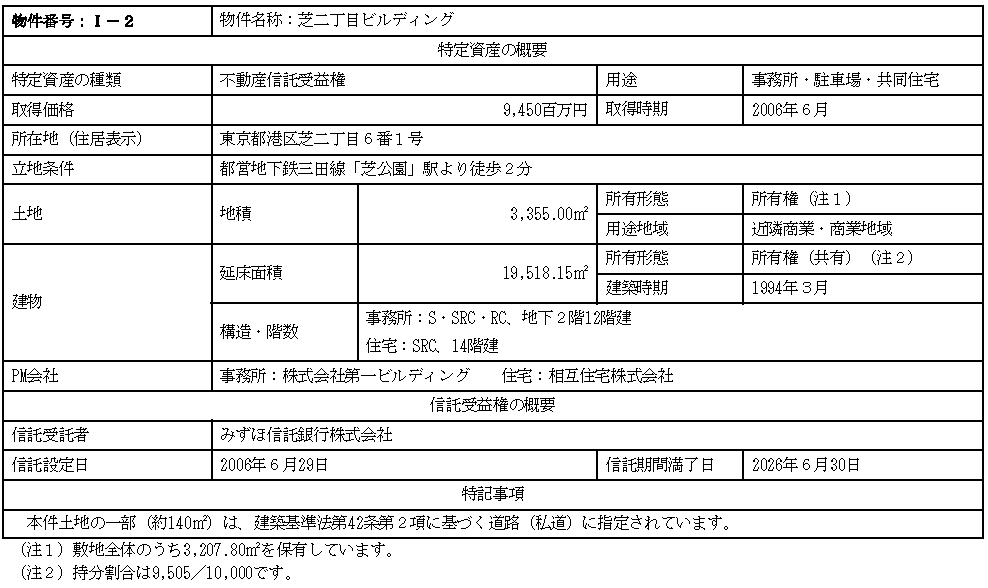 物件番号：Ⅰ－２ 物件名称：芝二丁目ビルディング
特定資産の概要
特定資産の種類 不動産信託受益権 用途 事務所・駐車場・共同住宅
取得価格 9,450百万円 取得時期 2006年６月
所在地（住居表示） 東京都港区芝二丁目６番１号
立地条件 都営地下鉄三田線「芝公園」駅より徒歩２分
土地 地積 3,355.00㎡ 所有形態 所有権（注１）
用途地域 近隣商業・商業地域
建物 延床面積 19,518.15㎡ 所有形態 所有権（共有）（注２）
建築時期 1994年３月
構造・階数 事務所：S・SRC・RC、地下２階12階建
住宅：SRC、14階建
PM会社 事務所：株式会社第一ビルディング　　住宅：相互住宅株式会社
信託受益権の概要
信託受託者 みずほ信託銀行株式会社
信託設定日 2006年６月29日 信託期間満了日 2026年６月30日
特記事項
本件土地の一部（約140㎡）は、建築基準法第42条第２項に基づく道路（私道）に指定されています。
（注１）敷地全体のうち3,207.80㎡を保有しています。
（注２）持分割合は9,505／10,000です。